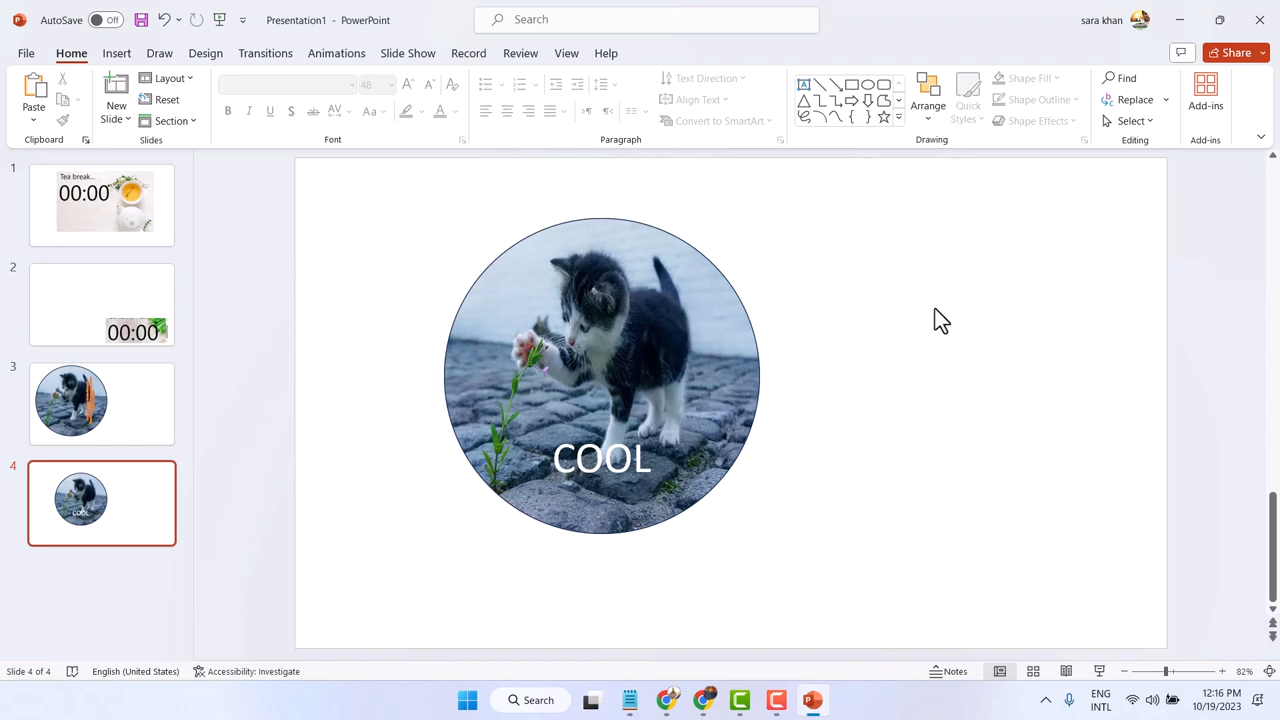 AutoSave Off Presentation1 - PowerPoint Search sara khan
File Home Insert Draw Design Transitions Animations Slide Show Record Review View Help Share
Paste
New
Slide
Layout
Reset
Section
48
B I U S ab AV Aa A
Text Direction
Align Text
Convert to SmartArt
Arrange
Quick
Styles
Shape Fill
Shape Outline
Shape Effects
Find
Replace
Select
Add-ins
Clipboard Slides Font Paragraph Drawing Editing Add-ins
1
Tea break...
00:00
2
00:00
3
4
COOL
COOL
Slide 4 of 4 English (United States) Accessibility: Investigate Notes 82%
Search
ENG
INTL
12:16 PM
10/19/2023